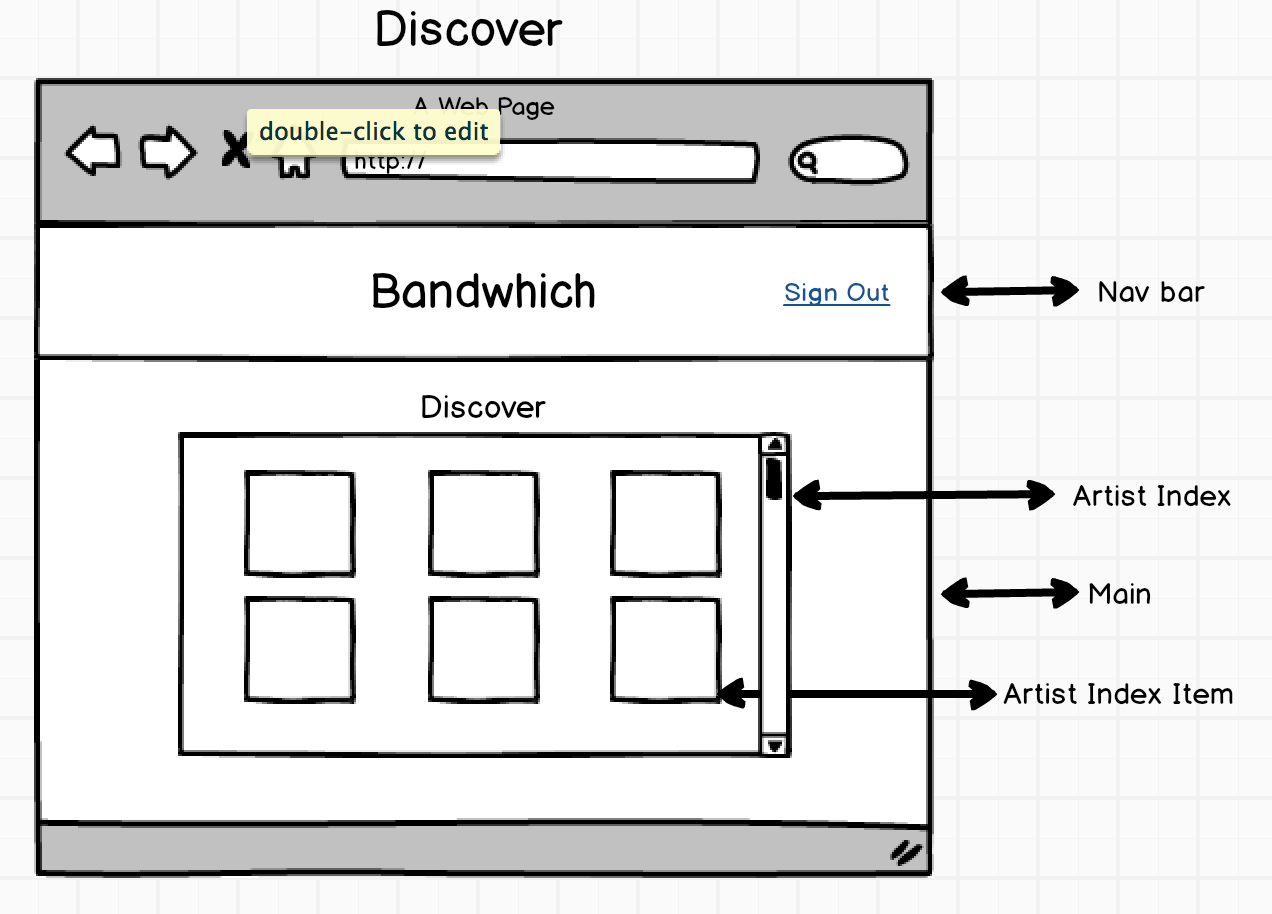 Discover
A Web Page
double-click to edit
http://
Bandwhich
Sign Out
Nav bar
Discover
Artist Index
Main
Artist Index Item